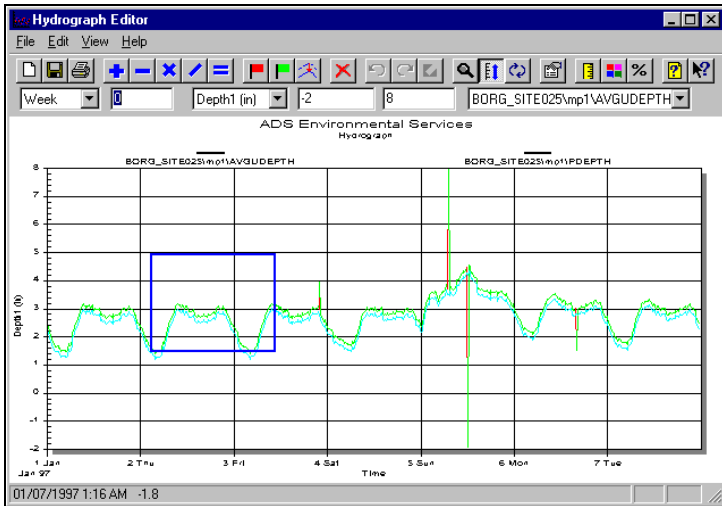 Hydrograph Editor
File Edit View Help
Week 0 Depth1 (in) -2 8 BORG_SITE025\mp1\AVGUDEPTH
ADS Environmental Services
Hydrograph
BORG_SITE025\mp1\AVGUDEPTH BORG_SITE025\mp1\PDEPTH
8
7
6
5
4
3
2
1
0
-1
-2
Depth1 (in)
1 Jan 2 Thu 3 Fri 4 Sat 5 Sun 6 Mon 7 Tue
Jan 97 Time
01/07/1997 1:16 AM -1.8